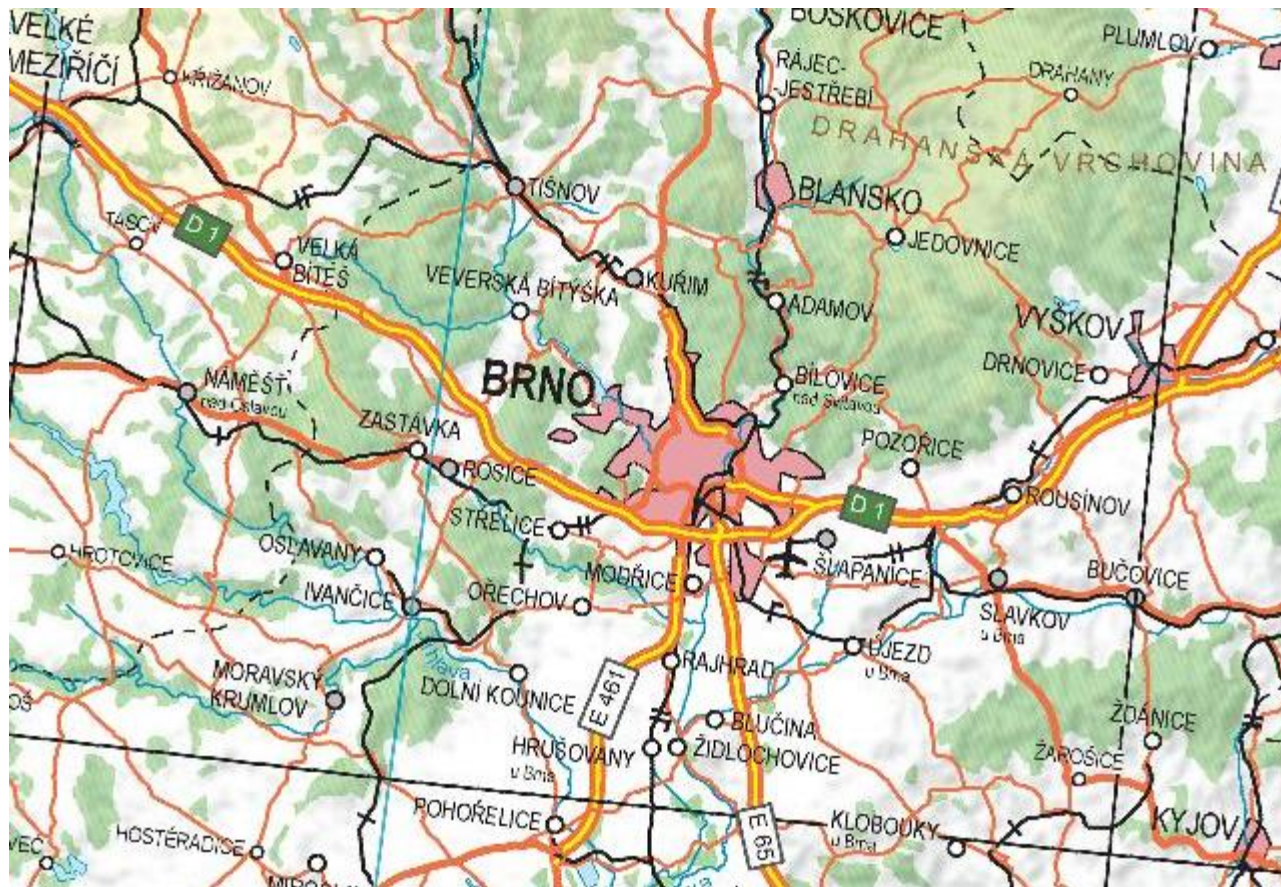 VELKÉ
MEZIŘÍČÍ
BOSKOVICE
PLUMLOV
KŘIŽANOV
RÁJEC-
-JESTŘEBÍ
DRAHANY
DRAHANSKÁ VRCHOVINA
TIŠNOV
BLANSKO
TASOV
D 1
VELKÁ
BÍTEŠ
JEDOVNICE
VEVERSKÁ BÍTÝŠKA
KUŘIM
ADAMOV
VYŠKOV
DRNOVICE
BRNO
NÁMĚŠŤ
nad Oslavou
BÍLOVICE
nad Svitavou
ZASTÁVKA
POZOŘICE
ROSICE
D 1
ROUSÍNOV
STŘELICE
OSLAVANY
HROTOVICE
ŠLAPANICE
MODŘICE
BUČOVICE
IVANČICE
OŘECHOV
SLAVKOV
u Brna
ÚJEZD
u Brna
RAJHRAD
MORAVSKÝ
KRUMLOV
DOLNÍ KOUNICE
E 461
BLUČINA
ŽDÁNICE
HRUŠOVANY
u Brna
ŽIDLOCHOVICE
ŽAROŠICE
POHOŘELICE
E 65
KLOBOUKY
u Brna
KYJOV
HOSTĚRADICE